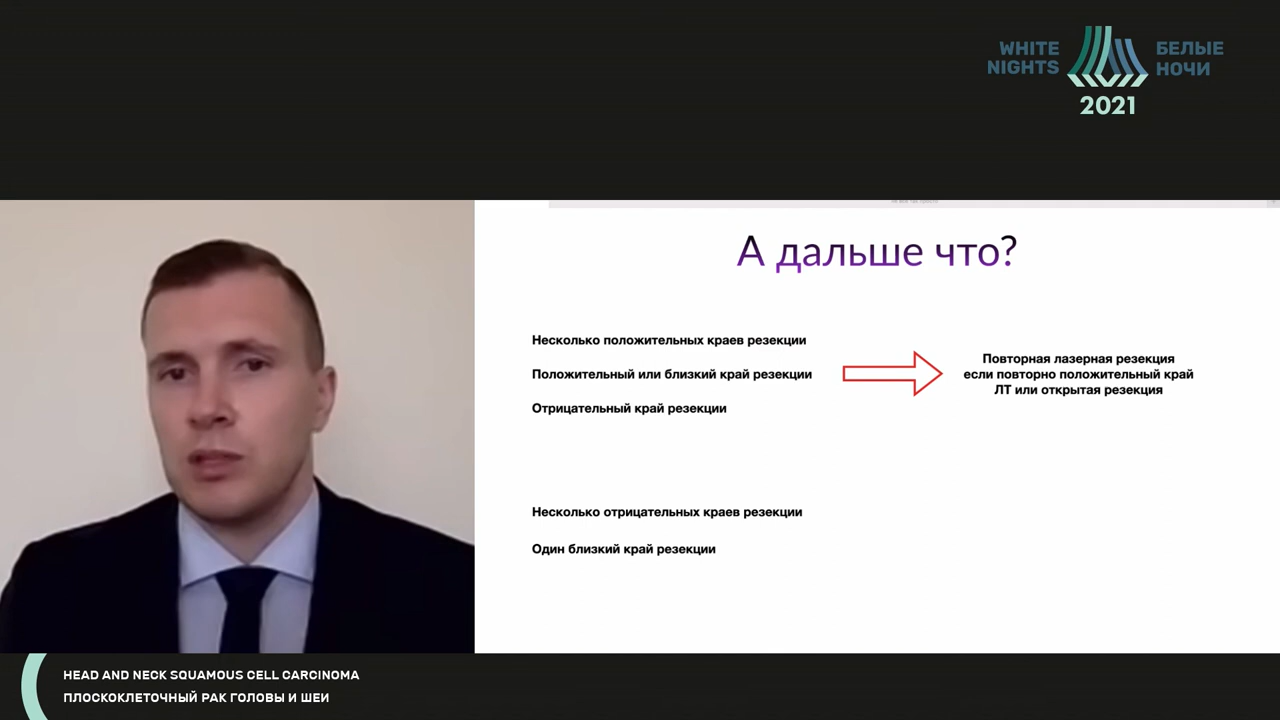 WHITE
NIGHTS
БЕЛЫЕ
НОЧИ
2021
А дальше что?
Несколько положительных краев резекции
Положительный или близкий край резекции
Отрицательный край резекции
Повторная лазерная резекция
если повторно положительный край
ЛТ или открытая резекция
Несколько отрицательных краев резекции
Один близкий край резекции
HEAD AND NECK SQUAMOUS CELL CARCINOMA
ПЛОСКОКЛЕТОЧНЫЙ РАК ГОЛОВЫ И ШЕИ